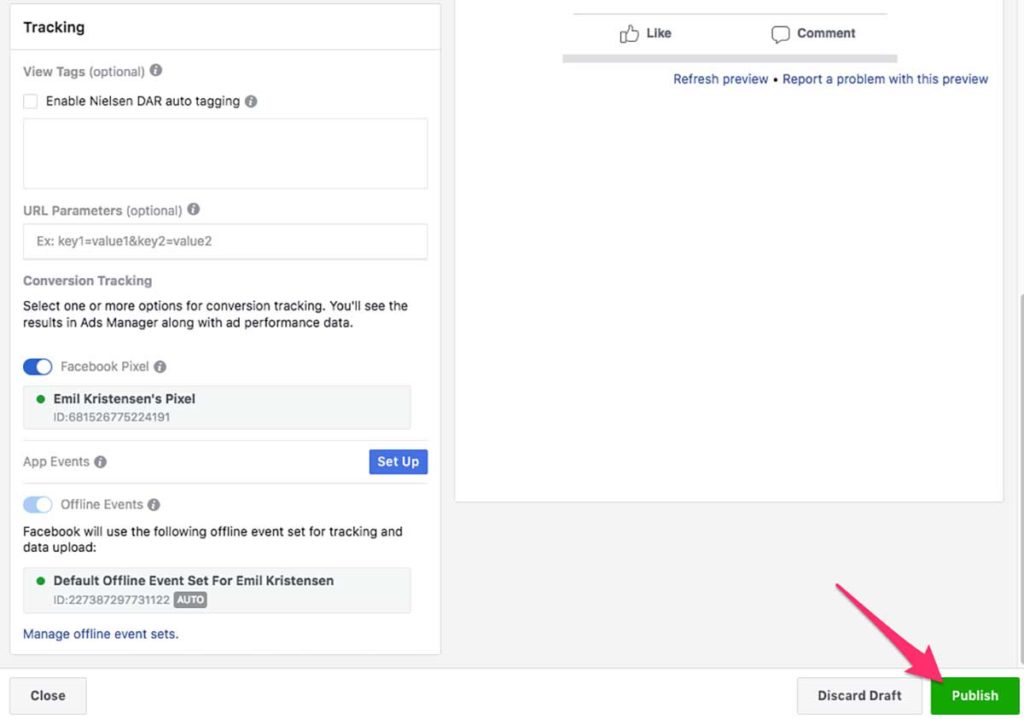 Tracking
View Tags (optional)
Enable Nielsen DAR auto tagging
URL Parameters (optional)
Ex: key1=value1&key2=value2
Conversion Tracking
Select one or more options for conversion tracking. You'll see the
results in Ads Manager along with ad performance data.
Facebook Pixel
Emil Kristensen's Pixel
ID:681526775224191
App Events
Set Up
Offline Events
Facebook will use the following offline event set for tracking and
data upload:
Default Offline Event Set For Emil Kristensen
ID:227387297731122 AUTO
Manage offline event sets.
Like Comment
Refresh preview • Report a problem with this preview
Close Discard Draft Publish